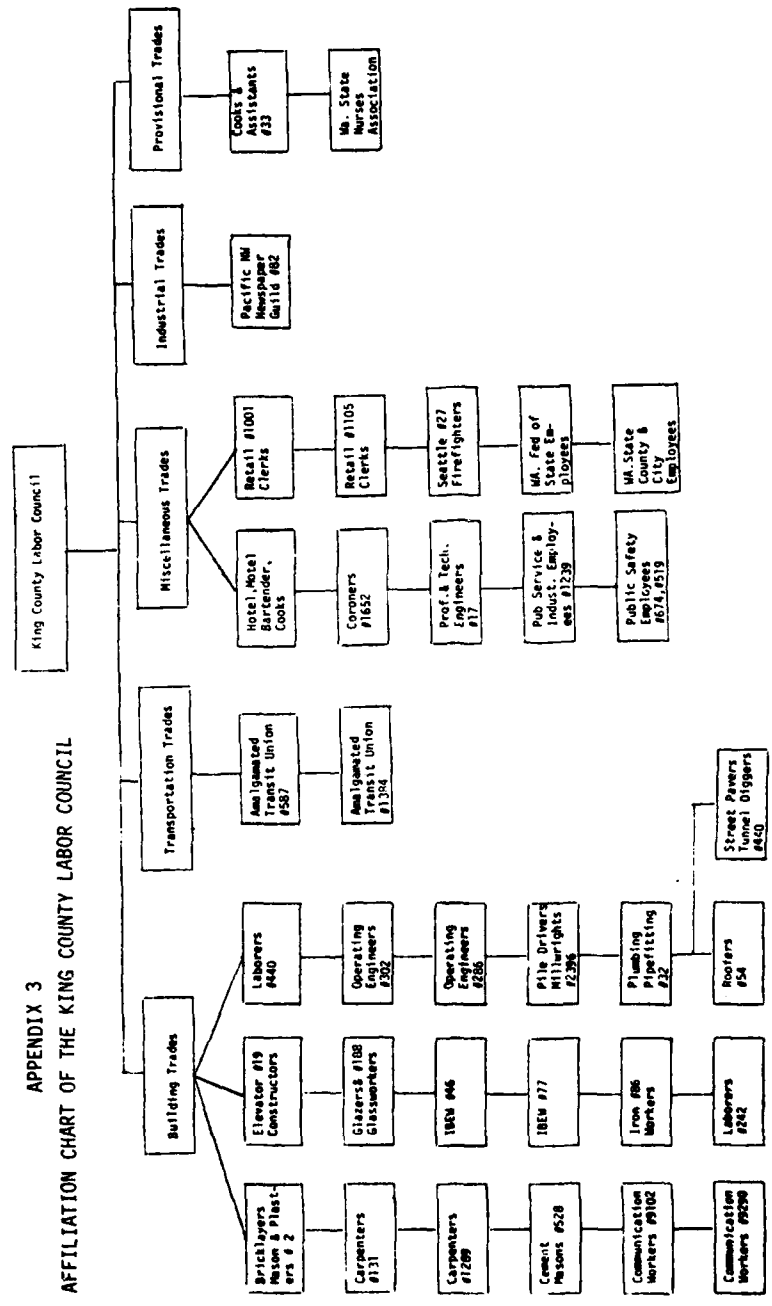 APPENDIX 3
AFFILIATION CHART OF THE KING COUNTY LABOR COUNCIL
King County Labor Council
Building Trades
Transportation Trades
Miscellaneous Trades
Industrial Trades
Provisional Trades
Bricklayers
Mason & Plast-
ers # 2
Carpenters
#131
Carpenters
#1289
Cement
Masons #528
Communication
Workers #9102
Communication
Workers #9290
Elevator #19
Constructors
Glazers& #188
Glassworkers
IBEW #46
IBEW #77
Iron #86
Workers
Laborers
#242
Laborers
#440
Operating
Engineers
#302
Operating
Engineers
#286
Pile Drivers
Millwrights
#2396
Plumbing
Pipefitting
#32
Roofers
#54
Street Pavers
Tunnel Diggers
#440
Amalgamated
Transit Union
#587
Amalgamated
Transit Union
#1384
Hotel,Motel
Bartender,
Cooks
Coroners
#1652
Prof.& Tech.
Engineers
#17
Pub Service &
Indust. Employ-
ees #1239
Public Safety
Employees
#674,#519
Retail #1001
Clerks
Retail #1105
Clerks
Seattle #27
Firefighters
WA. Fed of
State Em-
ployees
WA.State
County &
City
Employees
Pacific NW
Newspaper
Guild #82
Cooks &
Assistants
#33
Wa. State
Nurses
Association